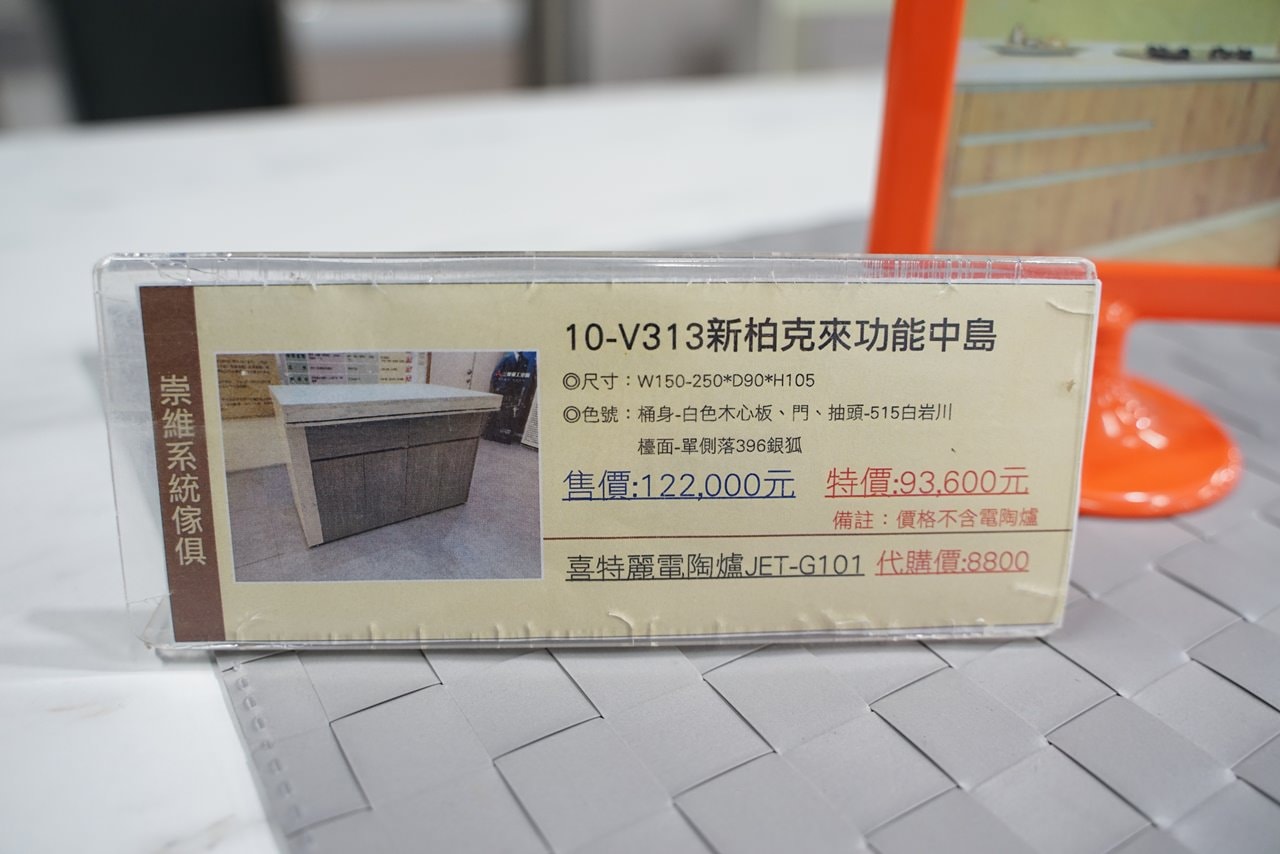 崇維系統傢俱
10-V313新柏克來功能中島
◎尺寸：W150-250*D90*H105
◎色號：桶身-白色木心板、門、抽頭-515白岩川
檯面-單側落396銀狐
售價:122,000元 特價:93,600元
備註：價格不含電陶爐
喜特麗電陶爐JET-G101 代購價:8800